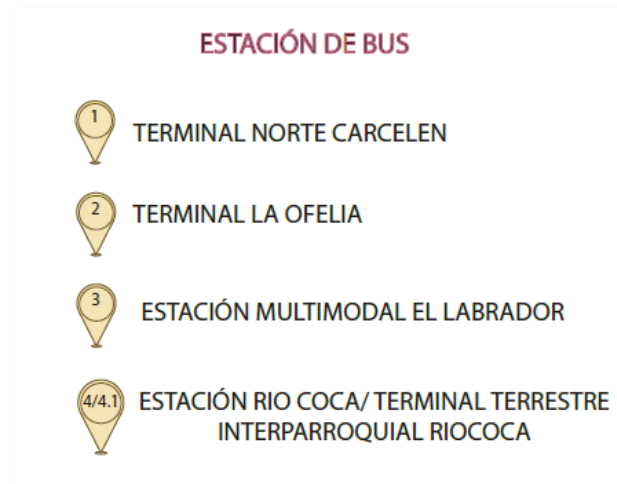 ESTACIÓN DE BUS
1
TERMINAL NORTE CARCELEN
2
TERMINAL LA OFELIA
3
ESTACIÓN MULTIMODAL EL LABRADOR
4/4.1
ESTACIÓN RIO COCA/ TERMINAL TERRESTRE
INTERPARROQUIAL RIOCOCA